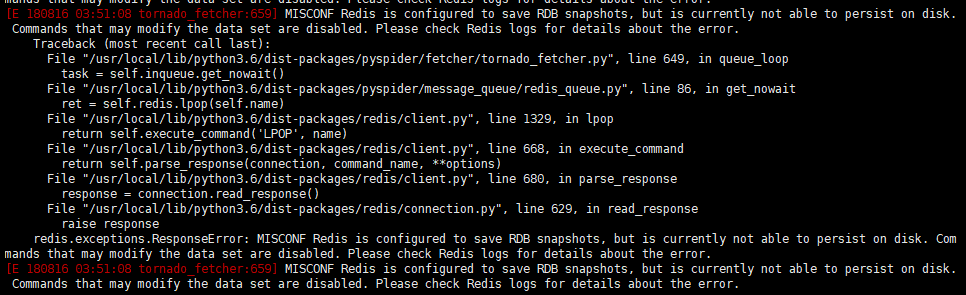 mands that may modify the data set are disabled. Please check Redis logs for details about the error.
[E 180816 03:51:08 tornado_fetcher:659] MISCONF Redis is configured to save RDB snapshots, but is currently not able to persist on disk.
Commands that may modify the data set are disabled. Please check Redis logs for details about the error.
Traceback (most recent call last):
File "/usr/local/lib/python3.6/dist-packages/pyspider/fetcher/tornado_fetcher.py", line 649, in queue_loop
task = self.inqueue.get_nowait()
File "/usr/local/lib/python3.6/dist-packages/pyspider/message_queue/redis_queue.py", line 86, in get_nowait
ret = self.redis.lpop(self.name)
File "/usr/local/lib/python3.6/dist-packages/redis/client.py", line 1329, in lpop
return self.execute_command('LPOP', name)
File "/usr/local/lib/python3.6/dist-packages/redis/client.py", line 668, in execute_command
return self.parse_response(connection, command_name, **options)
File "/usr/local/lib/python3.6/dist-packages/redis/client.py", line 680, in parse_response
response = connection.read_response()
File "/usr/local/lib/python3.6/dist-packages/redis/connection.py", line 629, in read_response
raise response
redis.exceptions.ResponseError: MISCONF Redis is configured to save RDB snapshots, but is currently not able to persist on disk. Com
mands that may modify the data set are disabled. Please check Redis logs for details about the error.
[E 180816 03:51:08 tornado_fetcher:659] MISCONF Redis is configured to save RDB snapshots, but is currently not able to persist on disk.
Commands that may modify the data set are disabled. Please check Redis logs for details about the error.